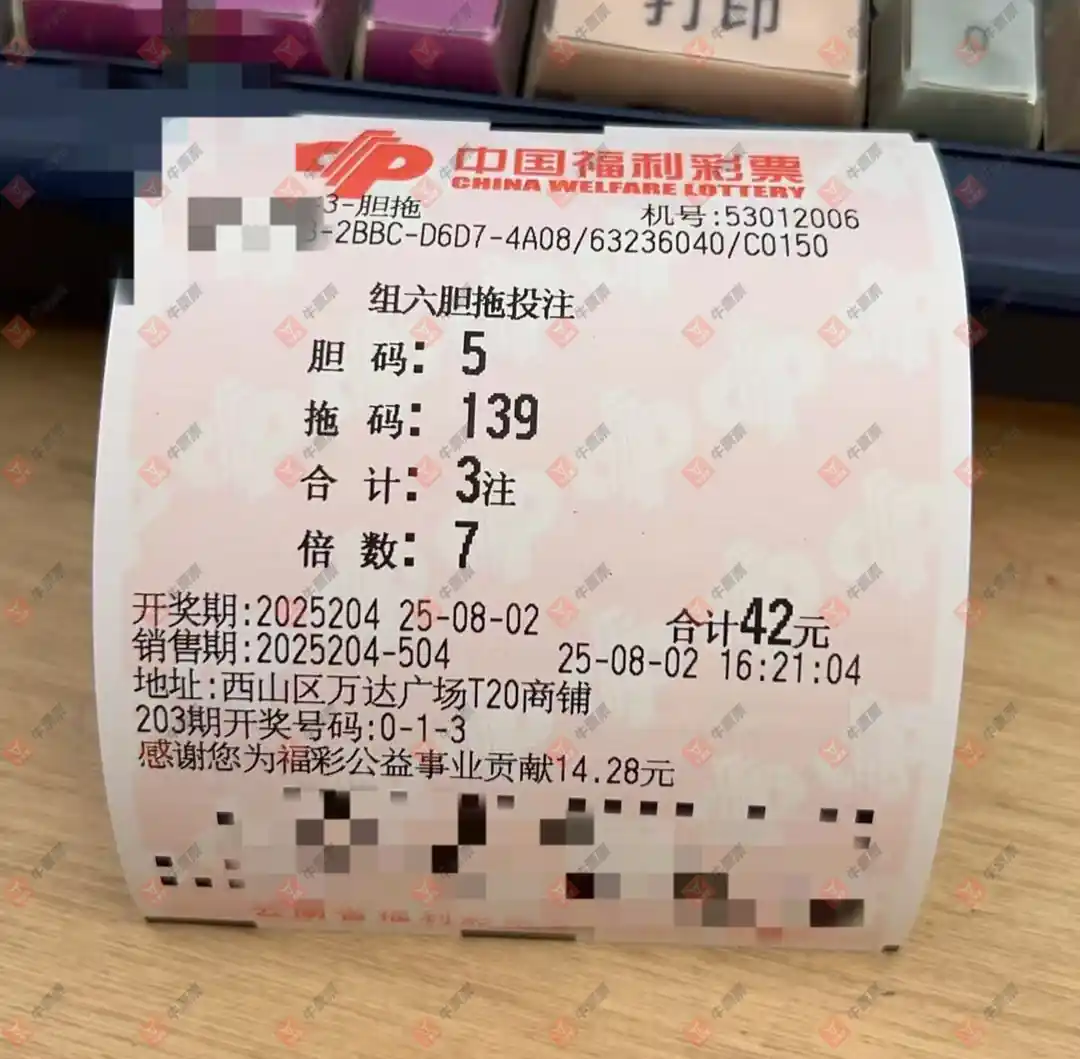 打印
中国福利彩票
CHINA WELFARE LOTTERY
3-胆拖 机号:53012006
-2BBC-D6D7-4A08/63236040/C0150
组六胆拖投注
胆 码: 5
拖 码: 139
合 计: 3注
倍 数: 7
开奖期:2025204 25-08-02 合计42元
销售期:2025204-504 25-08-02 16:21:04
地址:西山区万达广场T20商铺
203期开奖号码:0-1-3
感谢您为福彩公益事业贡献14.28元
牛票票